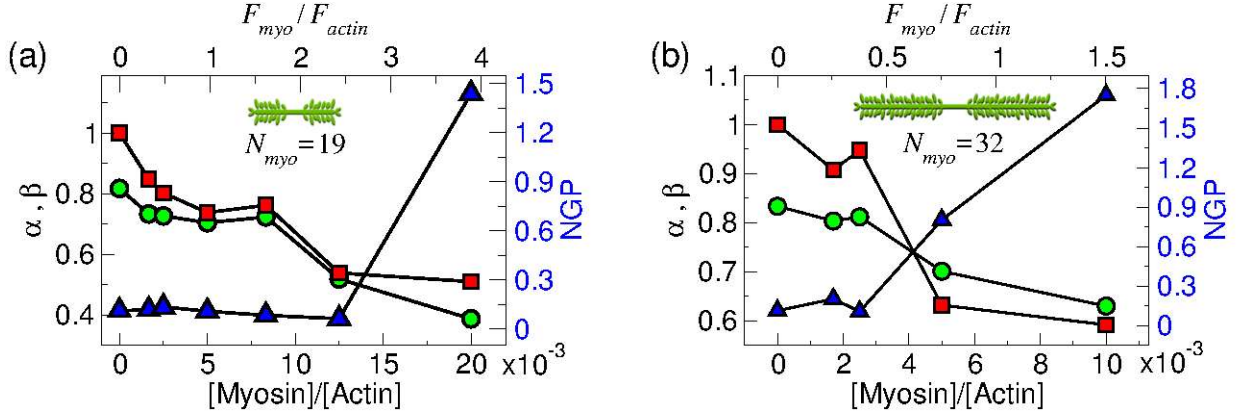 F_myo/F_actin
(a)
0 1 2 3 4
1
0.8
0.6
0.4
α, β
1.5
1.2
0.9
0.6
0.3
0
NGP
N_myo=19
0 5 10 15 20 x10^-3
[Myosin]/[Actin]
F_myo/F_actin
(b)
0 0.5 1 1.5
1.1
1.0
0.9
0.8
0.7
0.6
α, β
1.8
1.5
1.2
0.9
0.6
0.3
0
NGP
N_myo=32
0 2 4 6 8 10 x10^-3
[Myosin]/[Actin]